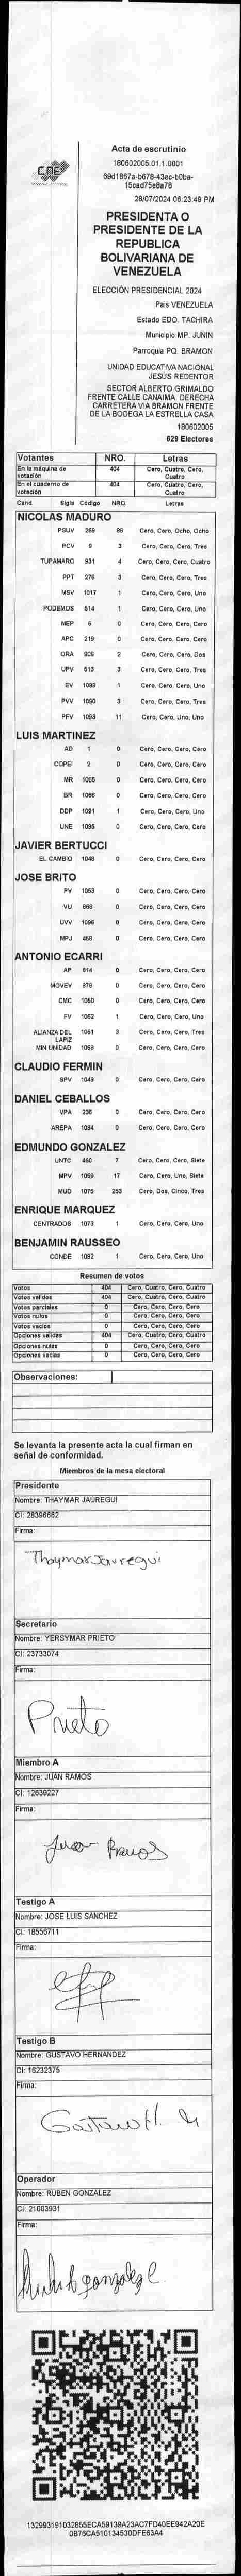 CNE
Acta de escrutinio
180602005.01.1.0001
69d1867a-b678-43ec-b0ba-
15cad75e8a78
28/07/2024 06:23:49 PM
PRESIDENTA O
PRESIDENTE DE LA
REPUBLICA
BOLIVARIANA DE
VENEZUELA
ELECCIÓN PRESIDENCIAL 2024
Pais VENEZUELA
Estado EDO. TACHIRA
Municipio MP. JUNIN
Parroquia PQ. BRAMON
UNIDAD EDUCATIVA NACIONAL
JESÚS REDENTOR
SECTOR ALBERTO GRIMALDO
FRENTE CALLE CANAIMA. DERECHA
CARRETERA VIA BRAMON FRENTE
DE LA BODEGA LA ESTRELLA CASA
180602005
629 Electores
Votantes NRO. Letras
En la máquina de votación 404 Cero, Cuatro, Cero, Cuatro
En el cuaderno de votación 404 Cero, Cuatro, Cero, Cuatro
Cand. Sigla Código NRO. Letras
NICOLAS MADURO
PSUV 269 88 Cero, Cero, Ocho, Ocho
PCV 9 3 Cero, Cero, Cero, Tres
TUPAMARO 931 4 Cero, Cero, Cero, Cuatro
PPT 276 3 Cero, Cero, Cero, Tres
MSV 1017 1 Cero, Cero, Cero, Uno
PODEMOS 514 1 Cero, Cero, Cero, Uno
MEP 6 0 Cero, Cero, Cero, Cero
APC 219 0 Cero, Cero, Cero, Cero
ORA 906 2 Cero, Cero, Cero, Dos
UPV 513 3 Cero, Cero, Cero, Tres
EV 1089 1 Cero, Cero, Cero, Uno
PVV 1090 3 Cero, Cero, Cero, Tres
PFV 1093 11 Cero, Cero, Uno, Uno
LUIS MARTINEZ
AD 1 0 Cero, Cero, Cero, Cero
COPEI 2 0 Cero, Cero, Cero, Cero
MR 1065 0 Cero, Cero, Cero, Cero
BR 1066 0 Cero, Cero, Cero, Cero
DDP 1091 1 Cero, Cero, Cero, Uno
UNE 1095 0 Cero, Cero, Cero, Cero
JAVIER BERTUCCI
EL CAMBIO 1048 0 Cero, Cero, Cero, Cero
JOSE BRITO
PV 1053 0 Cero, Cero, Cero, Cero
VU 868 0 Cero, Cero, Cero, Cero
UVV 1096 0 Cero, Cero, Cero, Cero
MPJ 458 0 Cero, Cero, Cero, Cero
ANTONIO ECARRI
AP 814 0 Cero, Cero, Cero, Cero
MOVEV 979 0 Cero, Cero, Cero, Cero
CMC 1050 0 Cero, Cero, Cero, Cero
FV 1062 1 Cero, Cero, Cero, Uno
ALIANZA DEL LAPIZ 1051 3 Cero, Cero, Cero, Tres
MIN UNIDAD 1069 0 Cero, Cero, Cero, Cero
CLAUDIO FERMIN
SPV 1049 0 Cero, Cero, Cero, Cero
DANIEL CEBALLOS
VPA 236 0 Cero, Cero, Cero, Cero
AREPA 1094 0 Cero, Cero, Cero, Cero
EDMUNDO GONZALEZ
UNTC 460 7 Cero, Cero, Cero, Siete
MPV 1069 17 Cero, Cero, Uno, Siete
MUD 1075 253 Cero, Dos, Cinco, Tres
ENRIQUE MARQUEZ
CENTRADOS 1073 1 Cero, Cero, Cero, Uno
BENJAMIN RAUSSEO
CONDE 1092 1 Cero, Cero, Cero, Uno
Resumen de votos
Votos 404 Cero, Cuatro, Cero, Cuatro
Votos validos 404 Cero, Cuatro, Cero, Cuatro
Votos parciales 0 Cero, Cero, Cero, Cero
Votos nulos 0 Cero, Cero, Cero, Cero
Votos vacios 0 Cero, Cero, Cero, Cero
Opciones validas 404 Cero, Cuatro, Cero, Cuatro
Opciones nulas 0 Cero, Cero, Cero, Cero
Opciones vacias 0 Cero, Cero, Cero, Cero
Observaciones:
Se levanta la presente acta la cual firman en
señal de conformidad.
Miembros de la mesa electoral
Presidente
Nombre: THAYMAR JAUREGUI
CI: 28396662
Firma:
Thaymar Jauregui
Secretario
Nombre: YERSYMAR PRIETO
CI: 23733074
Firma:
Prieto
Miembro A
Nombre: JUAN RAMOS
CI: 12639227
Firma:
Juan Ramos
Testigo A
Nombre: JOSE LUIS SANCHEZ
CI: 18556711
Firma:
Testigo B
Nombre: GUSTAVO HERNANDEZ
CI: 16232375
Firma:
Gustavo H.
Operador
Nombre: RUBEN GONZALEZ
CI: 21003931
Firma:
132993191032855ECA59139A23AC7FD40EE942A20E
0B76CA510134530DFE63A4